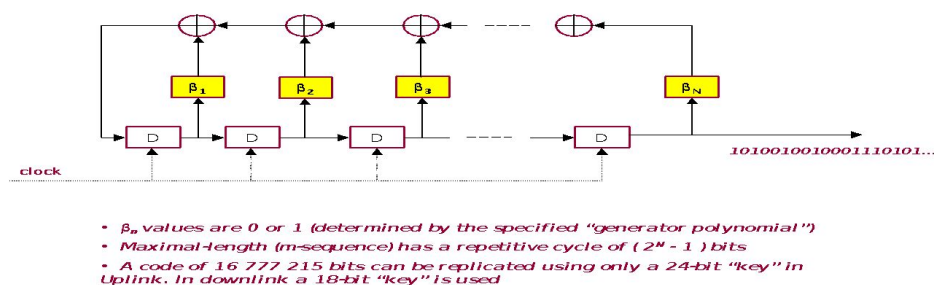 β1 β2 β3 βN
D D D D
1010010010001110101...
clock
• βn values are 0 or 1 (determined by the specified “generator polynomial”)
• Maximal-length (m-sequence) has a repetitive cycle of ( 2N - 1 ) bits
• A code of 16 777 215 bits can be replicated using only a 24-bit “key” in
Uplink. In downlink a 18-bit “key” is used